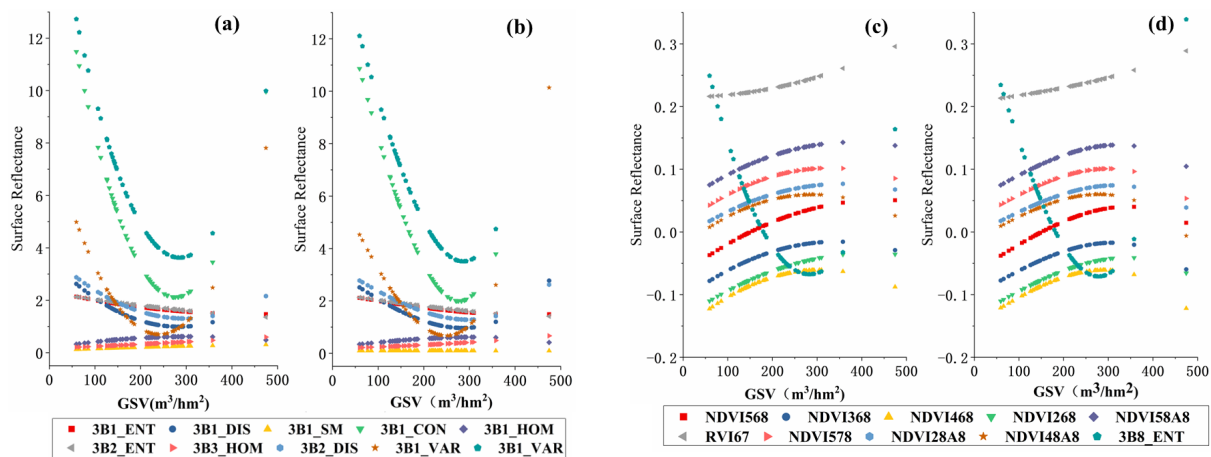 (a)
Surface Reflectance
12
10
8
6
4
2
0
0 100 200 300 400 500
GSV(m³/hm²)
(b)
Surface Reflectance
12
10
8
6
4
2
0
0 100 200 300 400 500
GSV（m³/hm²)
3B1_ENT 3B1_DIS 3B1_SM 3B1_CON 3B1_HOM
3B2_ENT 3B3_HOM 3B2_DIS 3B1_VAR 3B1_VAR
(c)
Surface Reflectance
0.3
0.2
0.1
0.0
−0.1
−0.2
0 100 200 300 400 500
GSV（m³/hm²)
(d)
Surface Reflectance
0.3
0.2
0.1
0.0
−0.1
−0.2
0 100 200 300 400 500
GSV（m³/hm²)
NDVI568 NDVI368 NDVI468 NDVI268 NDVI58A8
RVI67 NDVI578 NDVI28A8 NDVI48A8 3B8_ENT